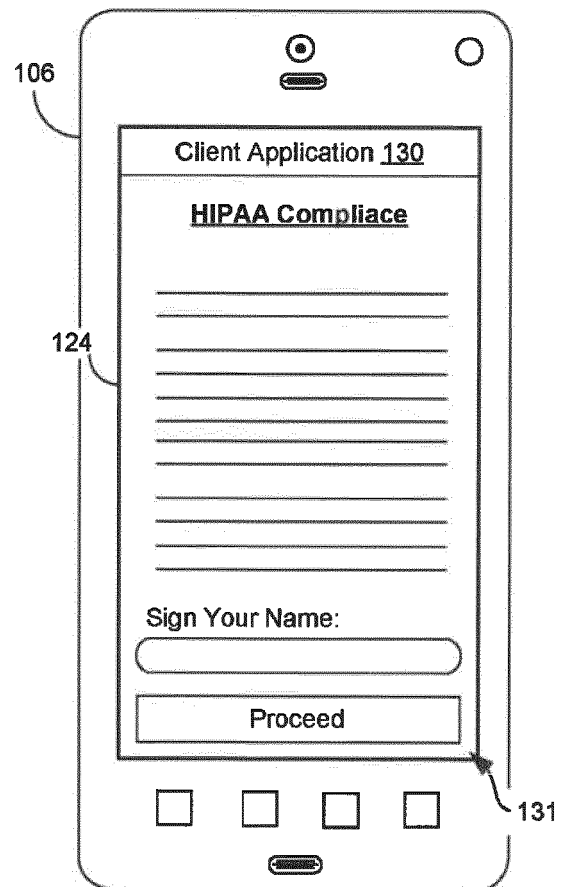 106
Client Application 130
HIPAA Compliace
124
Sign Your Name:
Proceed
131